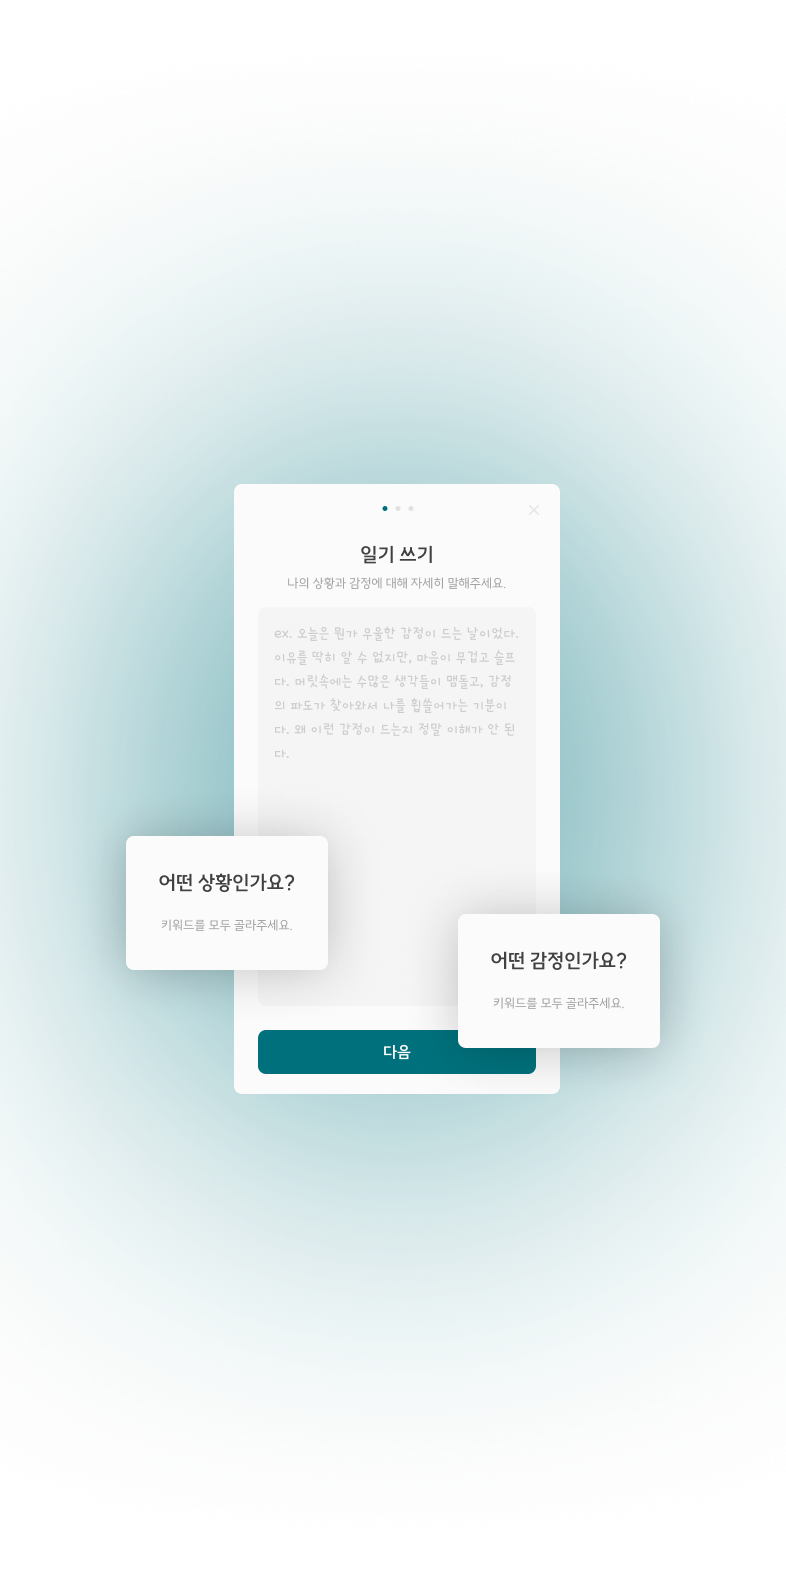 일기 쓰기
나의 상황과 감정에 대해 자세히 말해주세요.
ex. 오늘은 뭔가 우울한 감정이 드는 날이었다.
이유를 딱히 알 수 없지만, 마음이 무겁고 슬프
다. 머릿속에는 수많은 생각들이 맴돌고, 감정
의 파도가 찾아와서 나를 휩쓸어가는 기분이
다. 왜 이런 감정이 드는지 정말 이해가 안 된
다.
어떤 상황인가요?
키워드를 모두 골라주세요.
어떤 감정인가요?
키워드를 모두 골라주세요.
다음